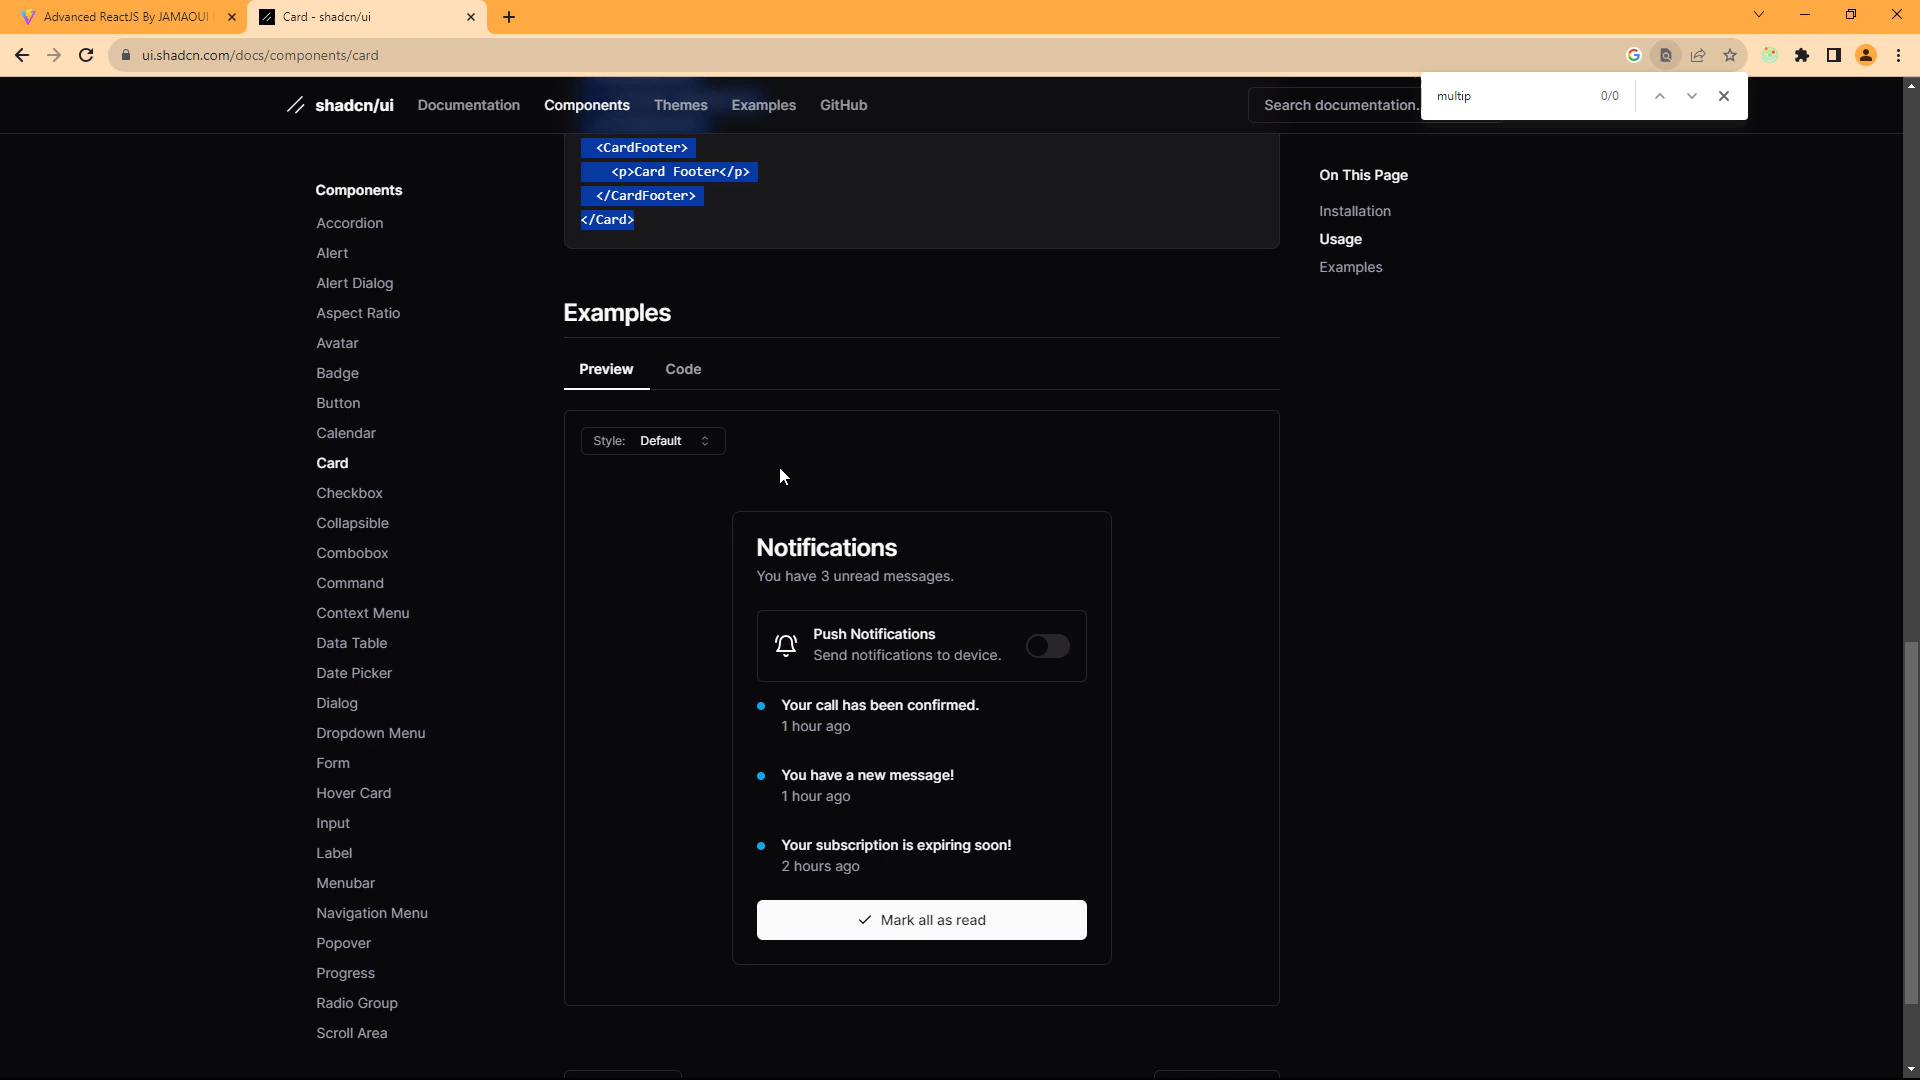 Advanced ReactJS By JAMAOUI
Card - shadcn/ui
ui.shadcn.com/docs/components/card
multip
0/0
shadcn/ui
Documentation
Components
Themes
Examples
GitHub
Search documentation.
Components
Accordion
Alert
Alert Dialog
Aspect Ratio
Avatar
Badge
Button
Calendar
Card
Checkbox
Collapsible
Combobox
Command
Context Menu
Data Table
Date Picker
Dialog
Dropdown Menu
Form
Hover Card
Input
Label
Menubar
Navigation Menu
Popover
Progress
Radio Group
Scroll Area
<CardFooter>
<p>Card Footer</p>
</CardFooter>
</Card>
Examples
Preview
Code
Style: Default
Notifications
You have 3 unread messages.
Push Notifications
Send notifications to device.
Your call has been confirmed.
1 hour ago
You have a new message!
1 hour ago
Your subscription is expiring soon!
2 hours ago
Mark all as read
On This Page
Installation
Usage
Examples